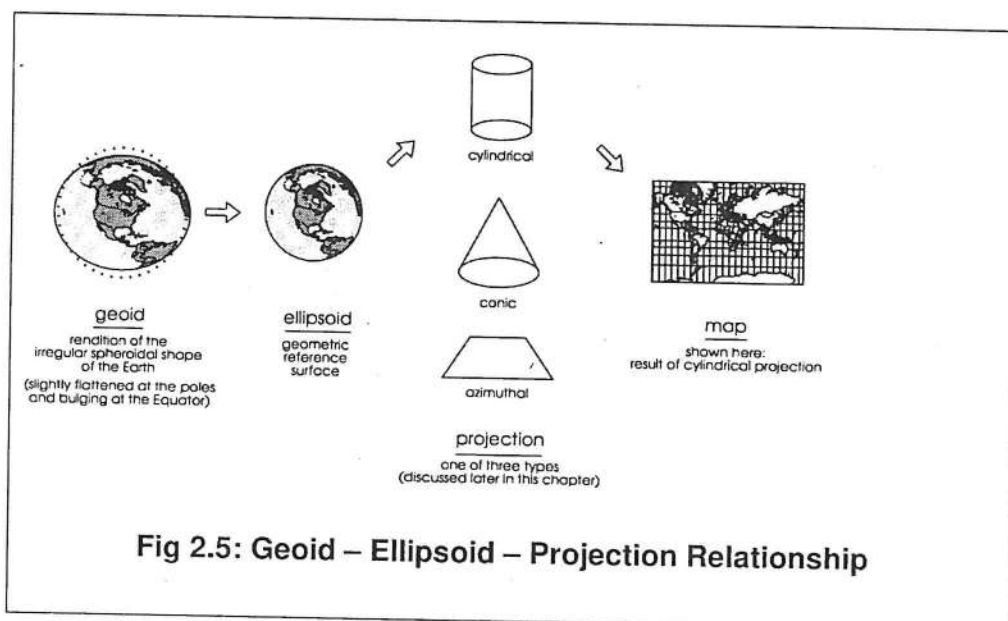 geoid
rendition of the
irregular spheroidal shape
of the Earth
(slightly flattened at the poles
and bulging at the Equator)
ellipsoid
geometric
reference
surface
cylindrical
conic
azimuthal
projection
one of three types
(discussed later in this chapter)
map
shown here:
result of cylindrical projection
Fig 2.5: Geoid – Ellipsoid – Projection Relationship